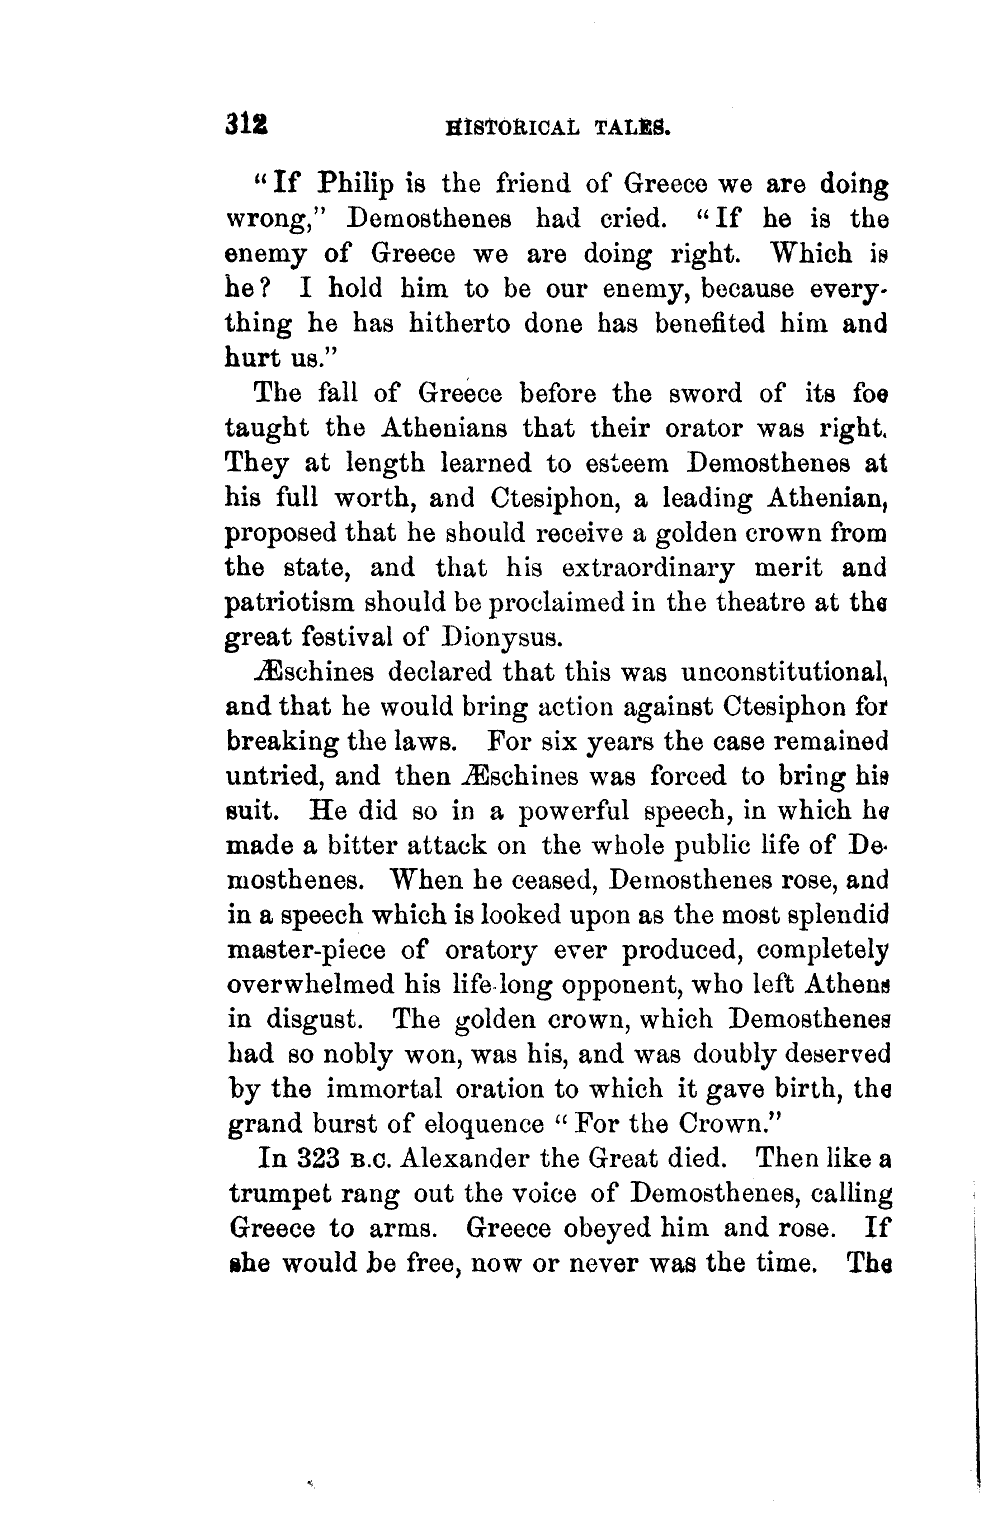 312 HISTORICAL TALES.
“If Philip is the friend of Greece we are doing
wrong,” Demosthenes had cried. “If he is the
enemy of Greece we are doing right. Which is
he? I hold him to be our enemy, because every-
thing he has hitherto done has benefited him and
hurt us.”
The fall of Greece before the sword of its foe
taught the Athenians that their orator was right.
They at length learned to esteem Demosthenes at
his full worth, and Ctesiphon, a leading Athenian,
proposed that he should receive a golden crown from
the state, and that his extraordinary merit and
patriotism should be proclaimed in the theatre at the
great festival of Dionysus.
Æschines declared that this was unconstitutional,
and that he would bring action against Ctesiphon for
breaking the laws. For six years the case remained
untried, and then Æschines was forced to bring his
suit. He did so in a powerful speech, in which he
made a bitter attack on the whole public life of De-
mosthenes. When he ceased, Demosthenes rose, and
in a speech which is looked upon as the most splendid
master-piece of oratory ever produced, completely
overwhelmed his life-long opponent, who left Athens
in disgust. The golden crown, which Demosthenes
had so nobly won, was his, and was doubly deserved
by the immortal oration to which it gave birth, the
grand burst of eloquence “For the Crown.”
In 323 B.C. Alexander the Great died. Then like a
trumpet rang out the voice of Demosthenes, calling
Greece to arms. Greece obeyed him and rose. If
she would be free, now or never was the time. The